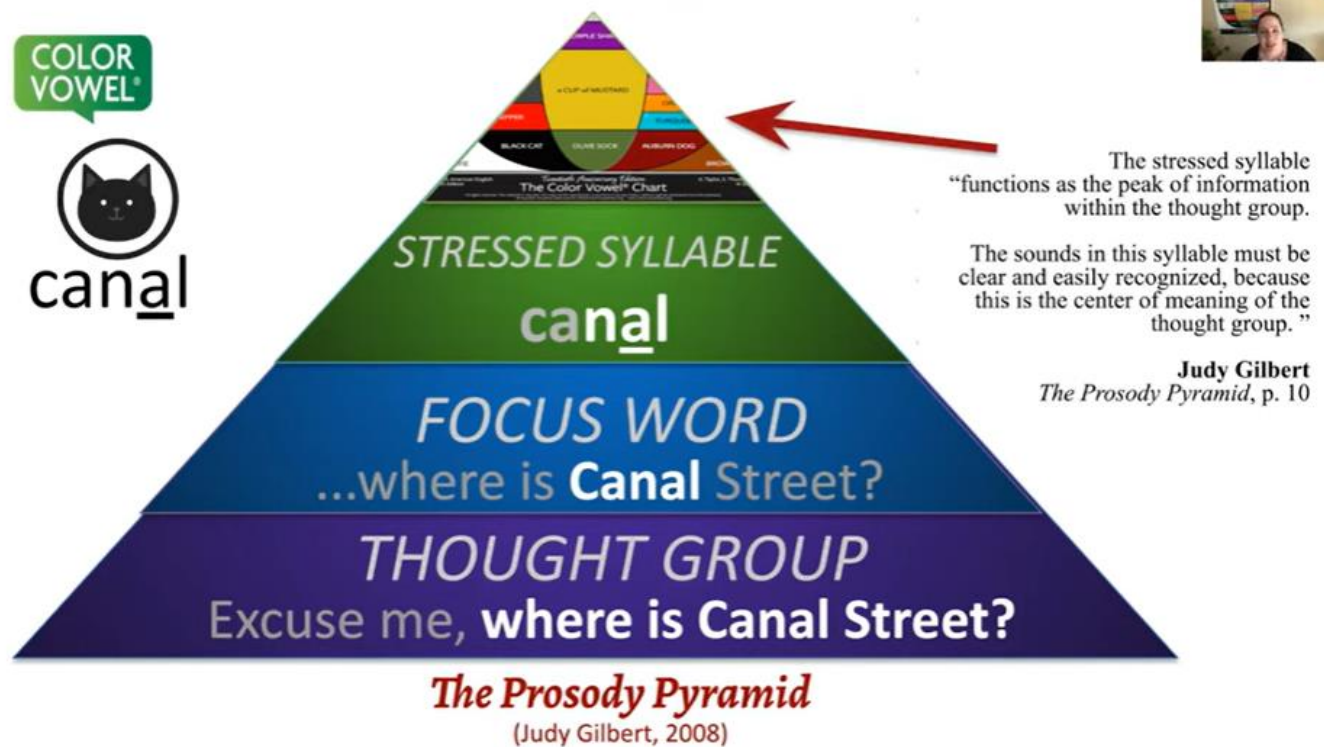 COLOR
VOWEL®
canal
a CUP of MUSTARD
BLACK CAT
OLIVE SOCK
AUBURN DOG
The Color Vowel® Chart
STRESSED SYLLABLE
canal
FOCUS WORD
...where is Canal Street?
THOUGHT GROUP
Excuse me, where is Canal Street?
The Prosody Pyramid
(Judy Gilbert, 2008)
The stressed syllable
“functions as the peak of information
within the thought group.
The sounds in this syllable must be
clear and easily recognized, because
this is the center of meaning of the
thought group. ”
Judy Gilbert
The Prosody Pyramid, p. 10